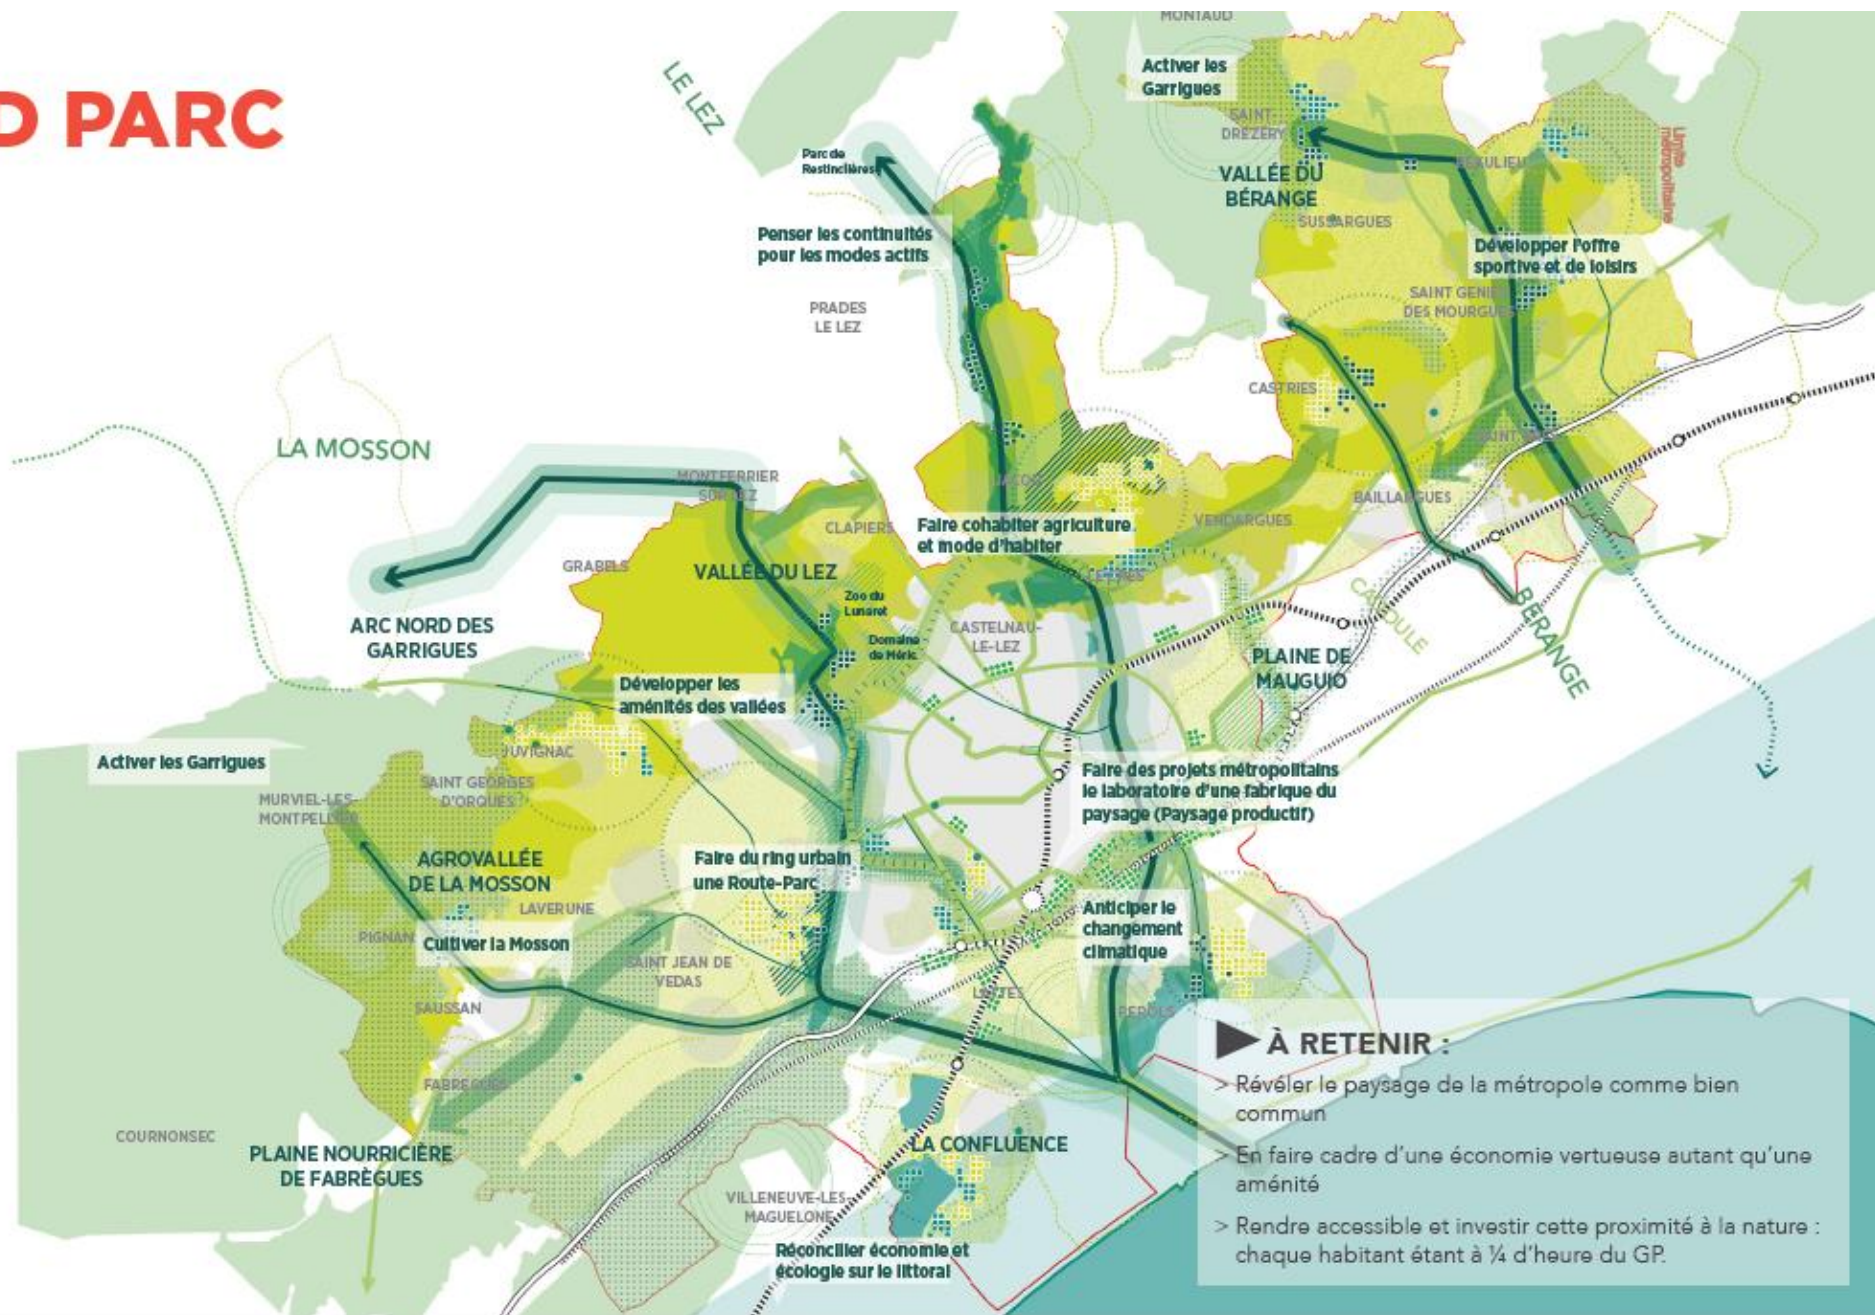 D PARC
MONTAUD
LE LEZ
Activer les
Garrigues
SAINT-
DRÉZÉRY
Parc de
Restinclières
VALLÉE DU
BÉRANGE
BEAULIEU
Limite
métropolitaine
SUSSARGUES
Penser les continuités
pour les modes actifs
Développer l'offre
sportive et de loisirs
PRADES
LE LEZ
SAINT GENIÈS
DES MOURGUES
CASTRIES
LA MOSSON
MONTFERRIER
SUR LEZ
JACOU
SAINT
BAILLARGUES
CLAPIERS
Faire cohabiter agriculture
et mode d'habiter
VENDARGUES
GRABELS
VALLÉE DU LEZ
Zoo du
Lunaret
CADOULE
BÉRANGE
ARC NORD DES
GARRIGUES
CASTELNAU-
LE-LEZ
Domaine
de Méric
PLAINE DE
MAUGUIO
Développer les
aménités des vallées
JUVIGNAC
Activer les Garrigues
SAINT GEORGES
D'ORQUES
MURVIEL-LES-
MONTPELLIER
Faire des projets métropolitains
le laboratoire d'une fabrique du
paysage (Paysage productif)
AGROVALLÉE
DE LA MOSSON
Faire du ring urbain
une Route-Parc
LAVERUNE
Anticiper le
changement
climatique
PIGNAN
Cultiver la Mosson
SAINT JEAN DE
VEDAS
SAUSSAN
LATTES
PEROLS
FABREGUES
COURNONSEC
PLAINE NOURRICIÈRE
DE FABRÈGUES
LA CONFLUENCE
VILLENEUVE-LES-
MAGUELONE
Réconcilier économie et
écologie sur le littoral
À RETENIR :
> Révéler le paysage de la métropole comme bien
commun
> En faire cadre d'une économie vertueuse autant qu'une
aménité
> Rendre accessible et investir cette proximité à la nature :
chaque habitant étant à ¼ d'heure du GP.